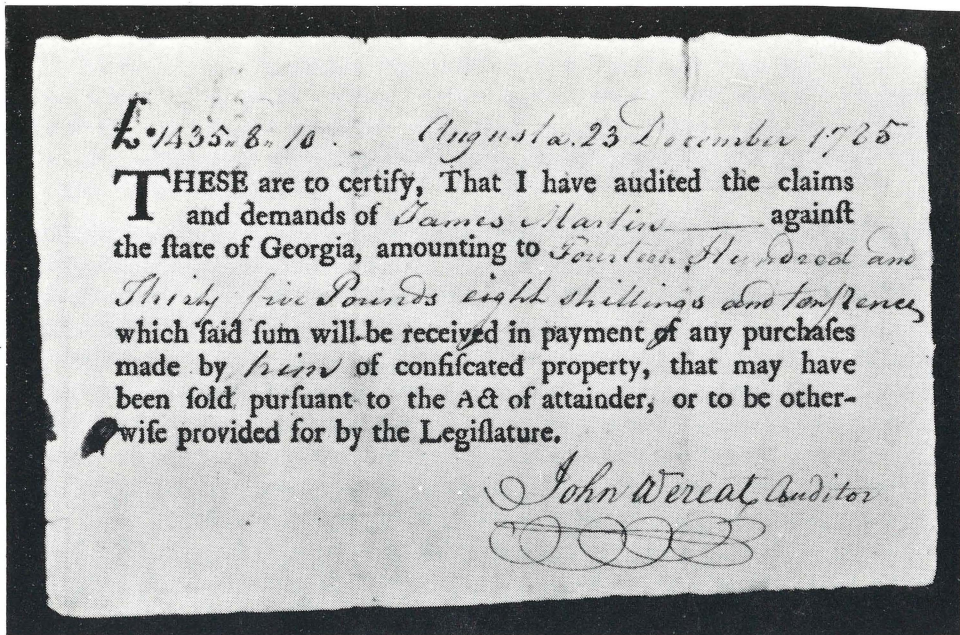 £.1435„8„10. Augusta 23 December 1785
THESE are to certify, That I have audited the claims
and demands of James Martin againſt
the ſtate of Georgia, amounting to Fourteen Hundred and
Thirty five Pounds eight shillings and ten pence
which ſaid ſum will be received in payment of any purchaſes
made by him of confiſcated property, that may have
been ſold purſuant to the Act of attainder, or to be other-
wiſe provided for by the Legiſlature.
John Wereat, Auditor